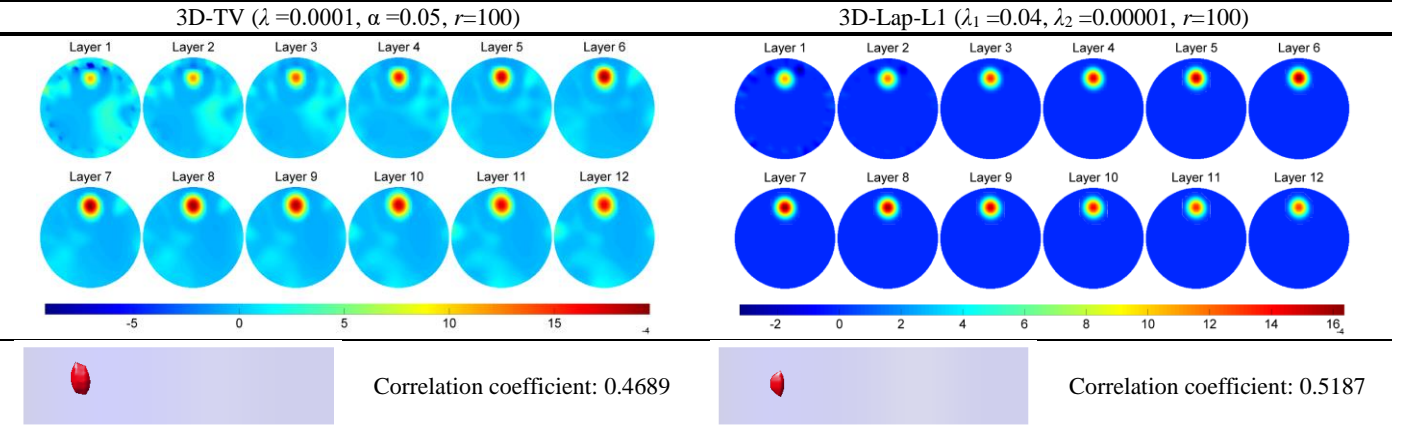 3D-TV (λ =0.0001, α =0.05, r=100)
3D-Lap-L1 (λ₁ =0.04, λ₂ =0.00001, r=100)
Layer 1 Layer 2 Layer 3 Layer 4 Layer 5 Layer 6
Layer 7 Layer 8 Layer 9 Layer 10 Layer 11 Layer 12
-5 0 5 10 15 -4
Layer 1 Layer 2 Layer 3 Layer 4 Layer 5 Layer 6
Layer 7 Layer 8 Layer 9 Layer 10 Layer 11 Layer 12
-2 0 2 4 6 8 10 12 14 16 -4
Correlation coefficient: 0.4689
Correlation coefficient: 0.5187